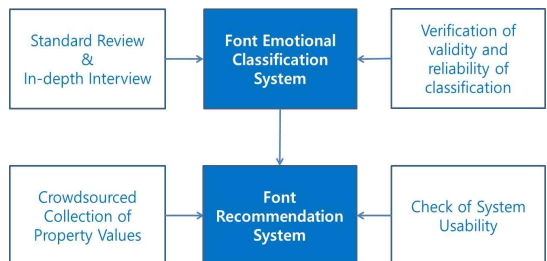 Standard Review
&
In-depth Interview
Font Emotional
Classification
System
Verification of
validity and
reliability of
classification
Crowdsourced
Collection of
Property Values
Font
Recommendation
System
Check of System
Usability